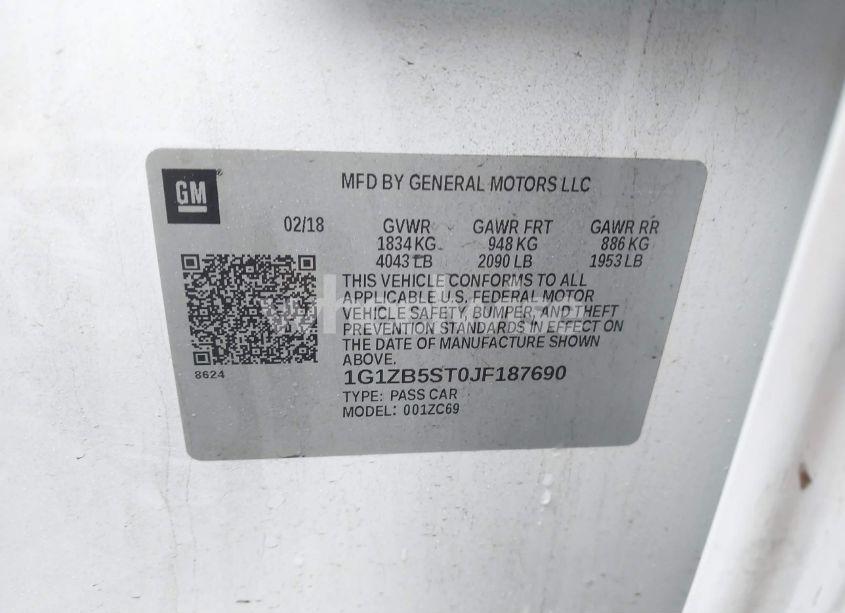 GM
MFD BY GENERAL MOTORS LLC
02/18 GVWR GAWR FRT GAWR RR
1834 KG 948 KG 886 KG
4043 LB 2090 LB 1953 LB
THIS VEHICLE CONFORMS TO ALL
APPLICABLE U.S. FEDERAL MOTOR
VEHICLE SAFETY, BUMPER, AND THEFT
PREVENTION STANDARDS IN EFFECT ON
THE DATE OF MANUFACTURE SHOWN
ABOVE.
8624
1G1ZB5ST0JF187690
TYPE: PASS CAR
MODEL: 001ZC69